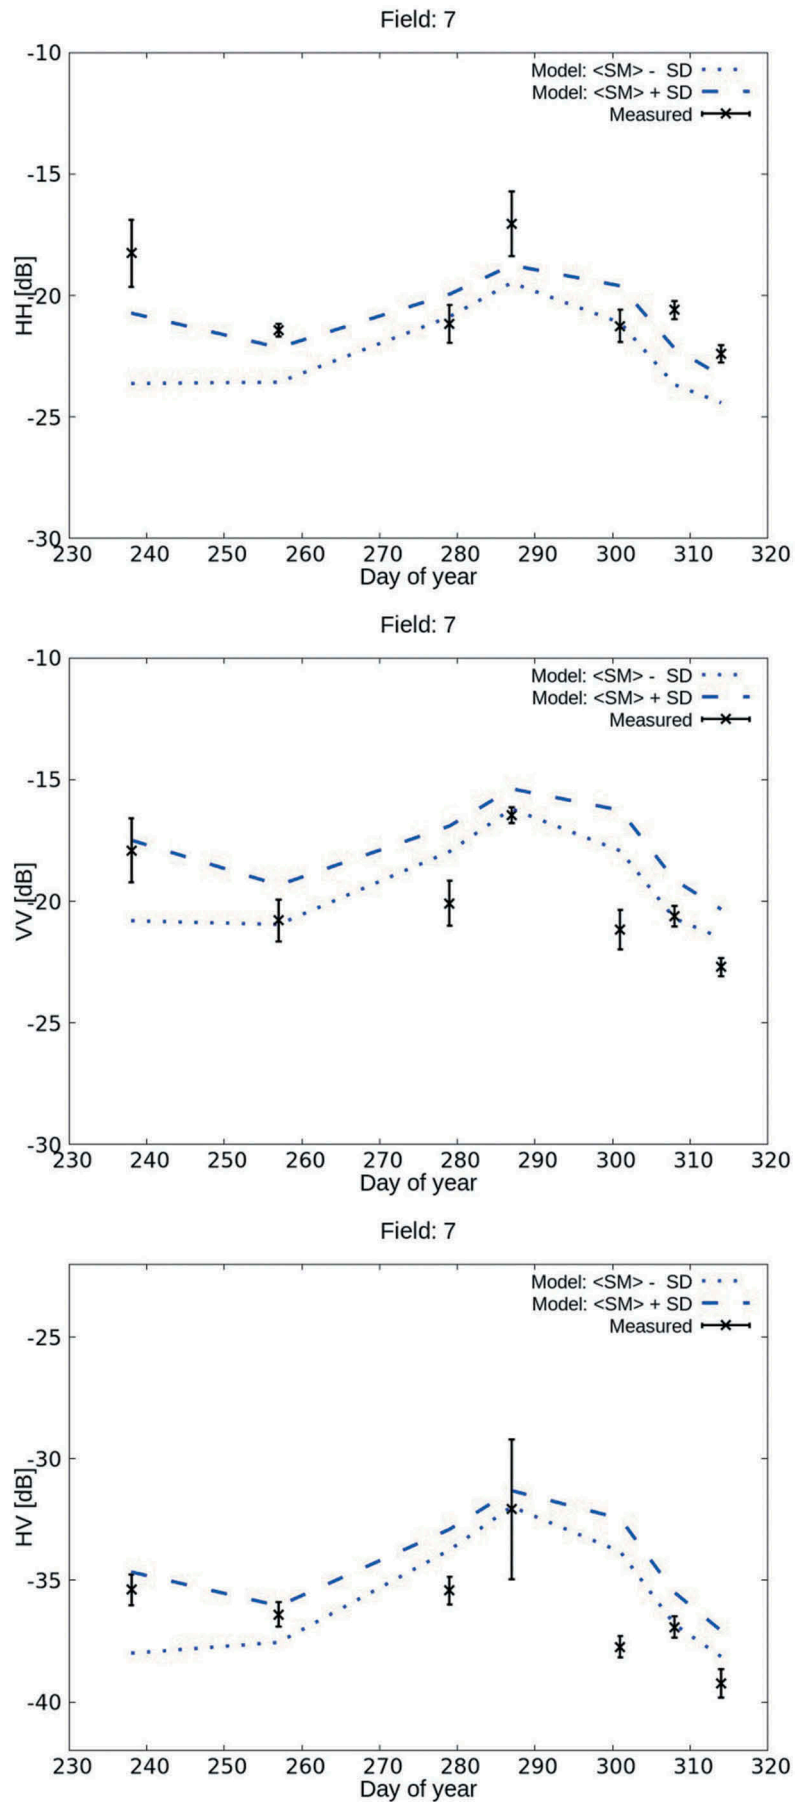 Field: 7
-10
Model: <SM> - SD
Model: <SM> + SD
Measured
-15
HH [dB]
-20
-25
-30
230 240 250 260 270 280 290 300 310 320
Day of year
Field: 7
-10
Model: <SM> - SD
Model: <SM> + SD
Measured
-15
VV [dB]
-20
-25
-30
230 240 250 260 270 280 290 300 310 320
Day of year
Field: 7
Model: <SM> - SD
Model: <SM> + SD
Measured
-25
-30
HV [dB]
-35
-40
230 240 250 260 270 280 290 300 310 320
Day of year